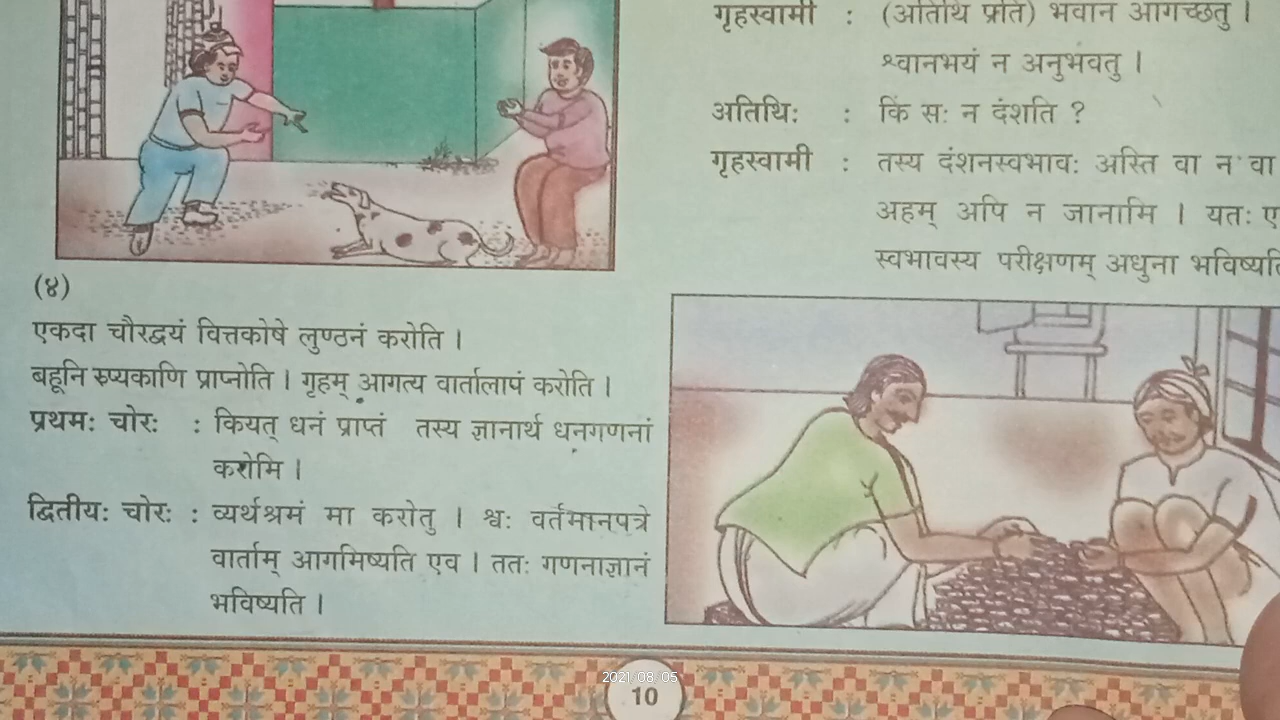 गृहस्वामी : (अतिथि प्रति) भवान आगच्छतु ।
श्वानभयं न अनुभवतु ।
अतिथिः : किं सः न दंशति ?
गृहस्वामी : तस्य दंशनस्वभावः अस्ति वा न वा
अहम् अपि न जानामि । यतः
स्वभावस्य परीक्षणम् अधुना
(४)
एकदा चौरद्वयं वित्तकोषे लुण्ठनं करोति ।
बहूनि रुप्यकाणि प्राप्नोति । गृहम् आगत्य वार्तालापं करोति ।
प्रथमः चोरः : कियत् धनं प्राप्तं तस्य ज्ञानार्थ धनगणनां
करोमि ।
द्वितीयः चोरः : व्यर्थश्रमं मा करोतु । श्वः वर्तमानपत्रे
वार्ताम् आगमिष्यति एव । ततः गणनाज्ञानं
भविष्यति ।
2021/08/05
10